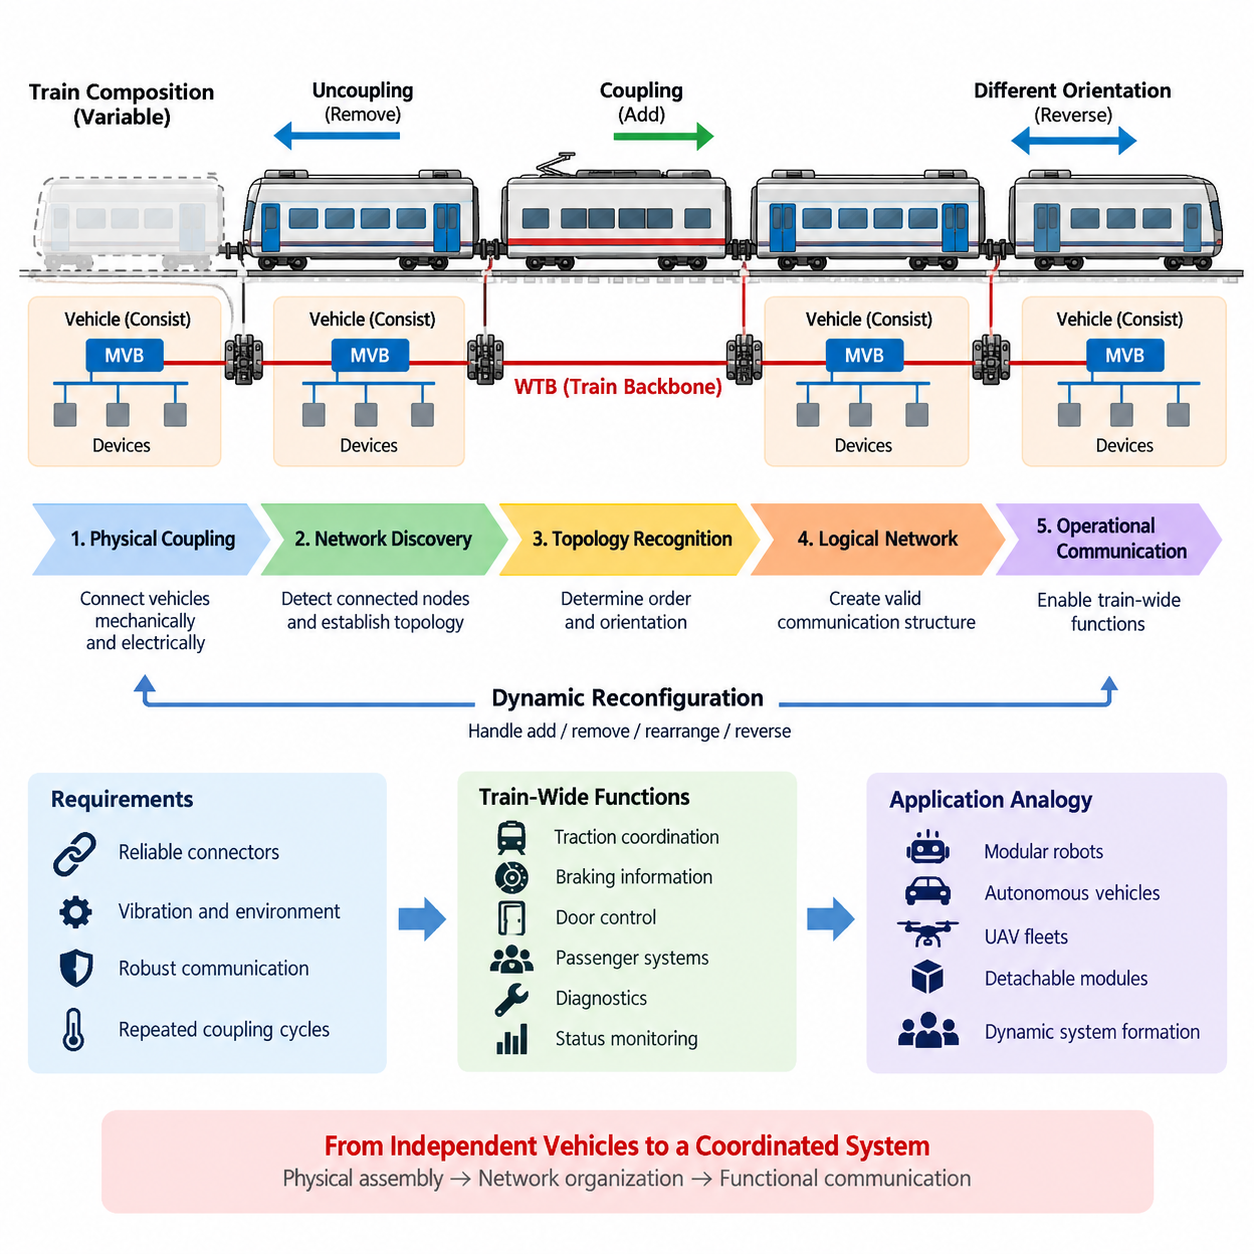 Train Composition
(Variable)
Uncoupling
(Remove)
Coupling
(Add)
Different Orientation
(Reverse)
Vehicle (Consist)
MVB
Devices
Vehicle (Consist)
MVB
Devices
WTB (Train Backbone)
Vehicle (Consist)
MVB
Devices
Vehicle (Consist)
MVB
Devices
1. Physical Coupling
Connect vehicles
mechanically
and electrically
2. Network Discovery
Detect connected nodes
and establish topology
3. Topology Recognition
Determine order
and orientation
4. Logical Network
Create valid
communication structure
5. Operational
Communication
Enable train-wide
functions
Dynamic Reconfiguration
Handle add / remove / rearrange / reverse
Requirements
Reliable connectors
Vibration and environment
Robust communication
Repeated coupling cycles
Train-Wide Functions
Traction coordination
Braking information
Door control
Passenger systems
Diagnostics
Status monitoring
Application Analogy
Modular robots
Autonomous vehicles
UAV fleets
Detachable modules
Dynamic system formation
From Independent Vehicles to a Coordinated System
Physical assembly → Network organization → Functional communication